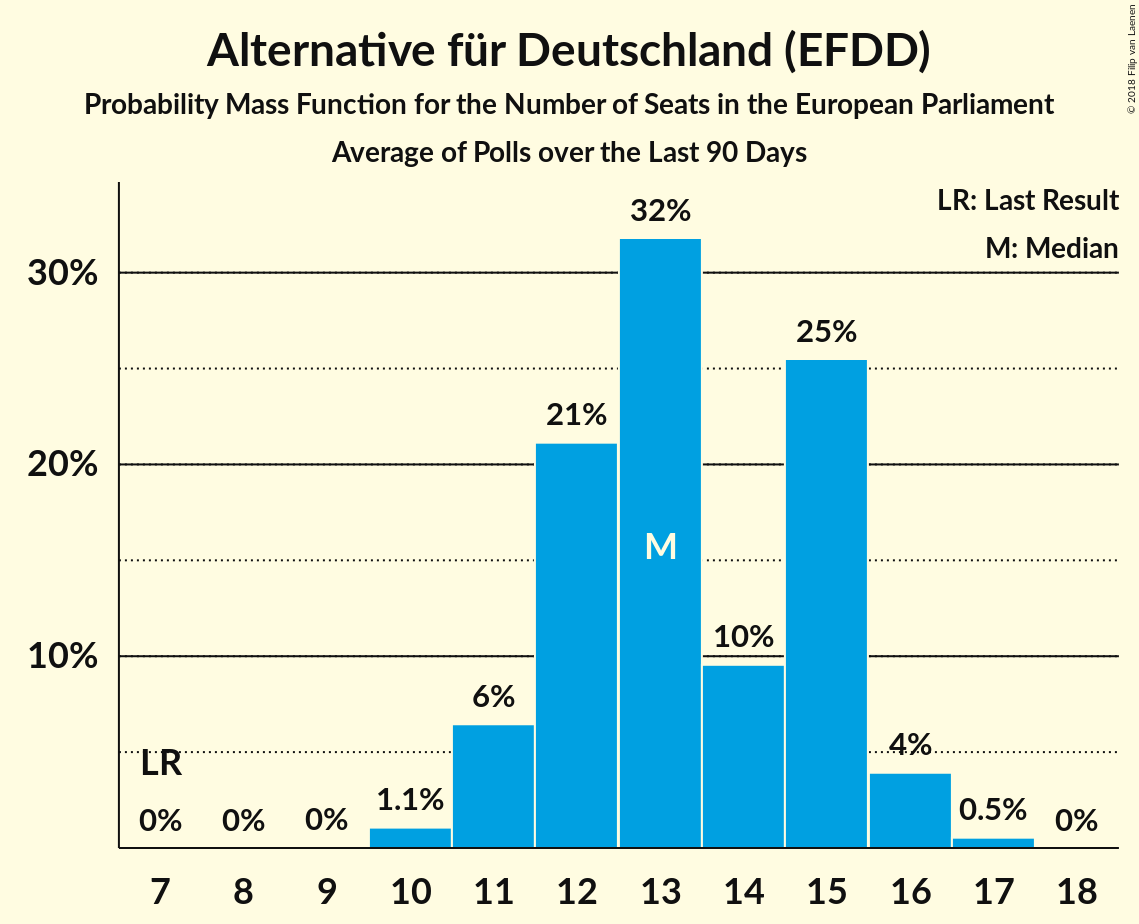 Alternative für Deutschland (EFDD)
Probability Mass Function for the Number of Seats in the European Parliament
Average of Polls over the Last 90 Days
© 2018 Filip van Laenen
LR: Last Result
M: Median
30%
20%
10%
LR
0%
0%
0%
1.1%
6%
21%
32%
M
10%
25%
4%
0.5%
0%
7 8 9 10 11 12 13 14 15 16 17 18